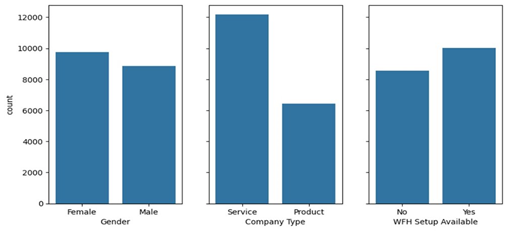 12000
10000
8000
6000
4000
2000
0
count
Female Male
Gender
Service Product
Company Type
No Yes
WFH Setup Available